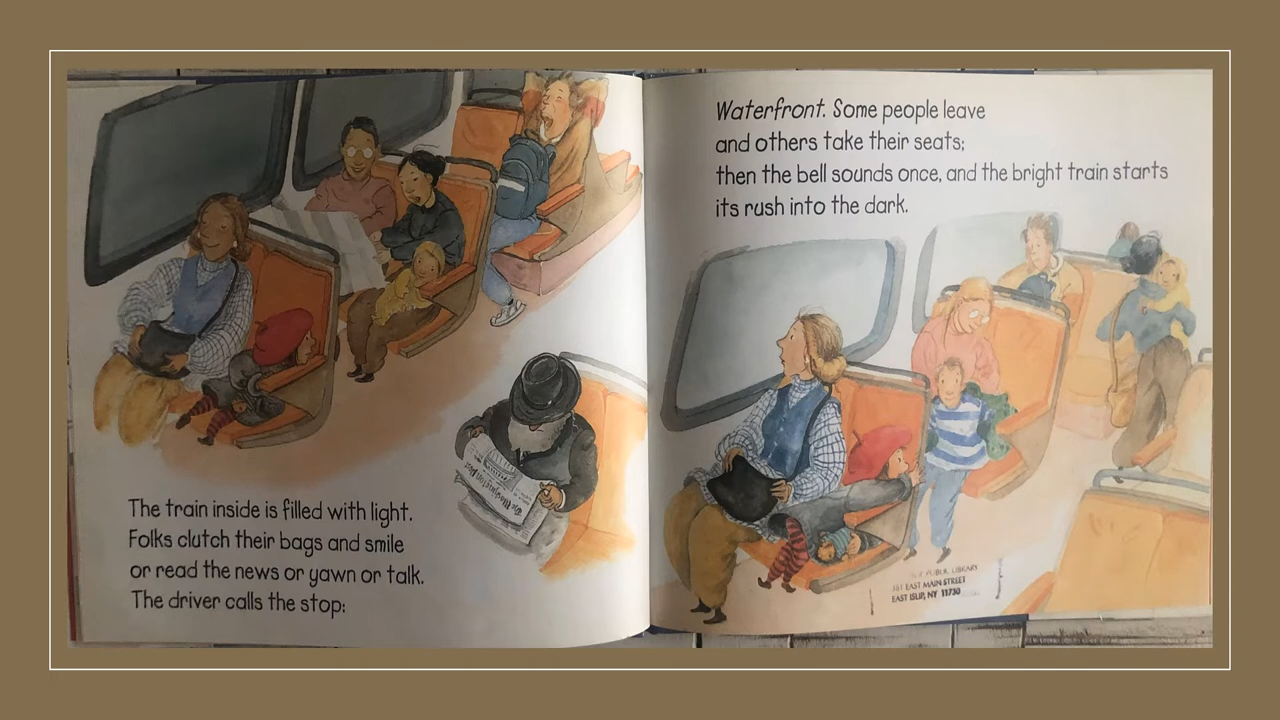 The train inside is filled with light.
Folks clutch their bags and smile
or read the news or yawn or talk.
The driver calls the stop:
Waterfront. Some people leave
and others take their seats;
then the bell sounds once, and the bright train starts
its rush into the dark.
PUBLIC LIBRARY
EAST MAIN STREET
EAST ISLIP, NY 11730